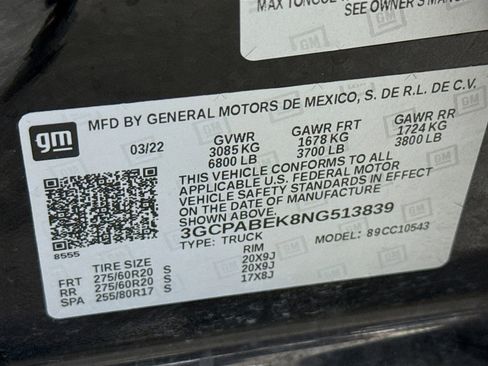 MAX TONGUE
SEE OWNER'S MANU
GM
gm
MFD BY GENERAL MOTORS DE MEXICO, S. DE R.L. DE C.V.
03/22 GVWR GAWR FRT GAWR RR
3085 KG 1678 KG 1724 KG
6800 LB 3700 LB 3800 LB
THIS VEHICLE CONFORMS TO ALL
APPLICABLE U.S. FEDERAL MOTOR
VEHICLE SAFETY STANDARDS IN EFFECT
ON THE DATE OF MANUFACTURE
SHOWN ABOVE.
3GCPABEK8NG513839
TYPE: TRUCK MODEL: 89CC10543
8555
TIRE SIZE RIM
FRT 275/60R20 S 20X9J
RR 275/60R20 S 20X9J
SPA 255/80R17 S 17X8J